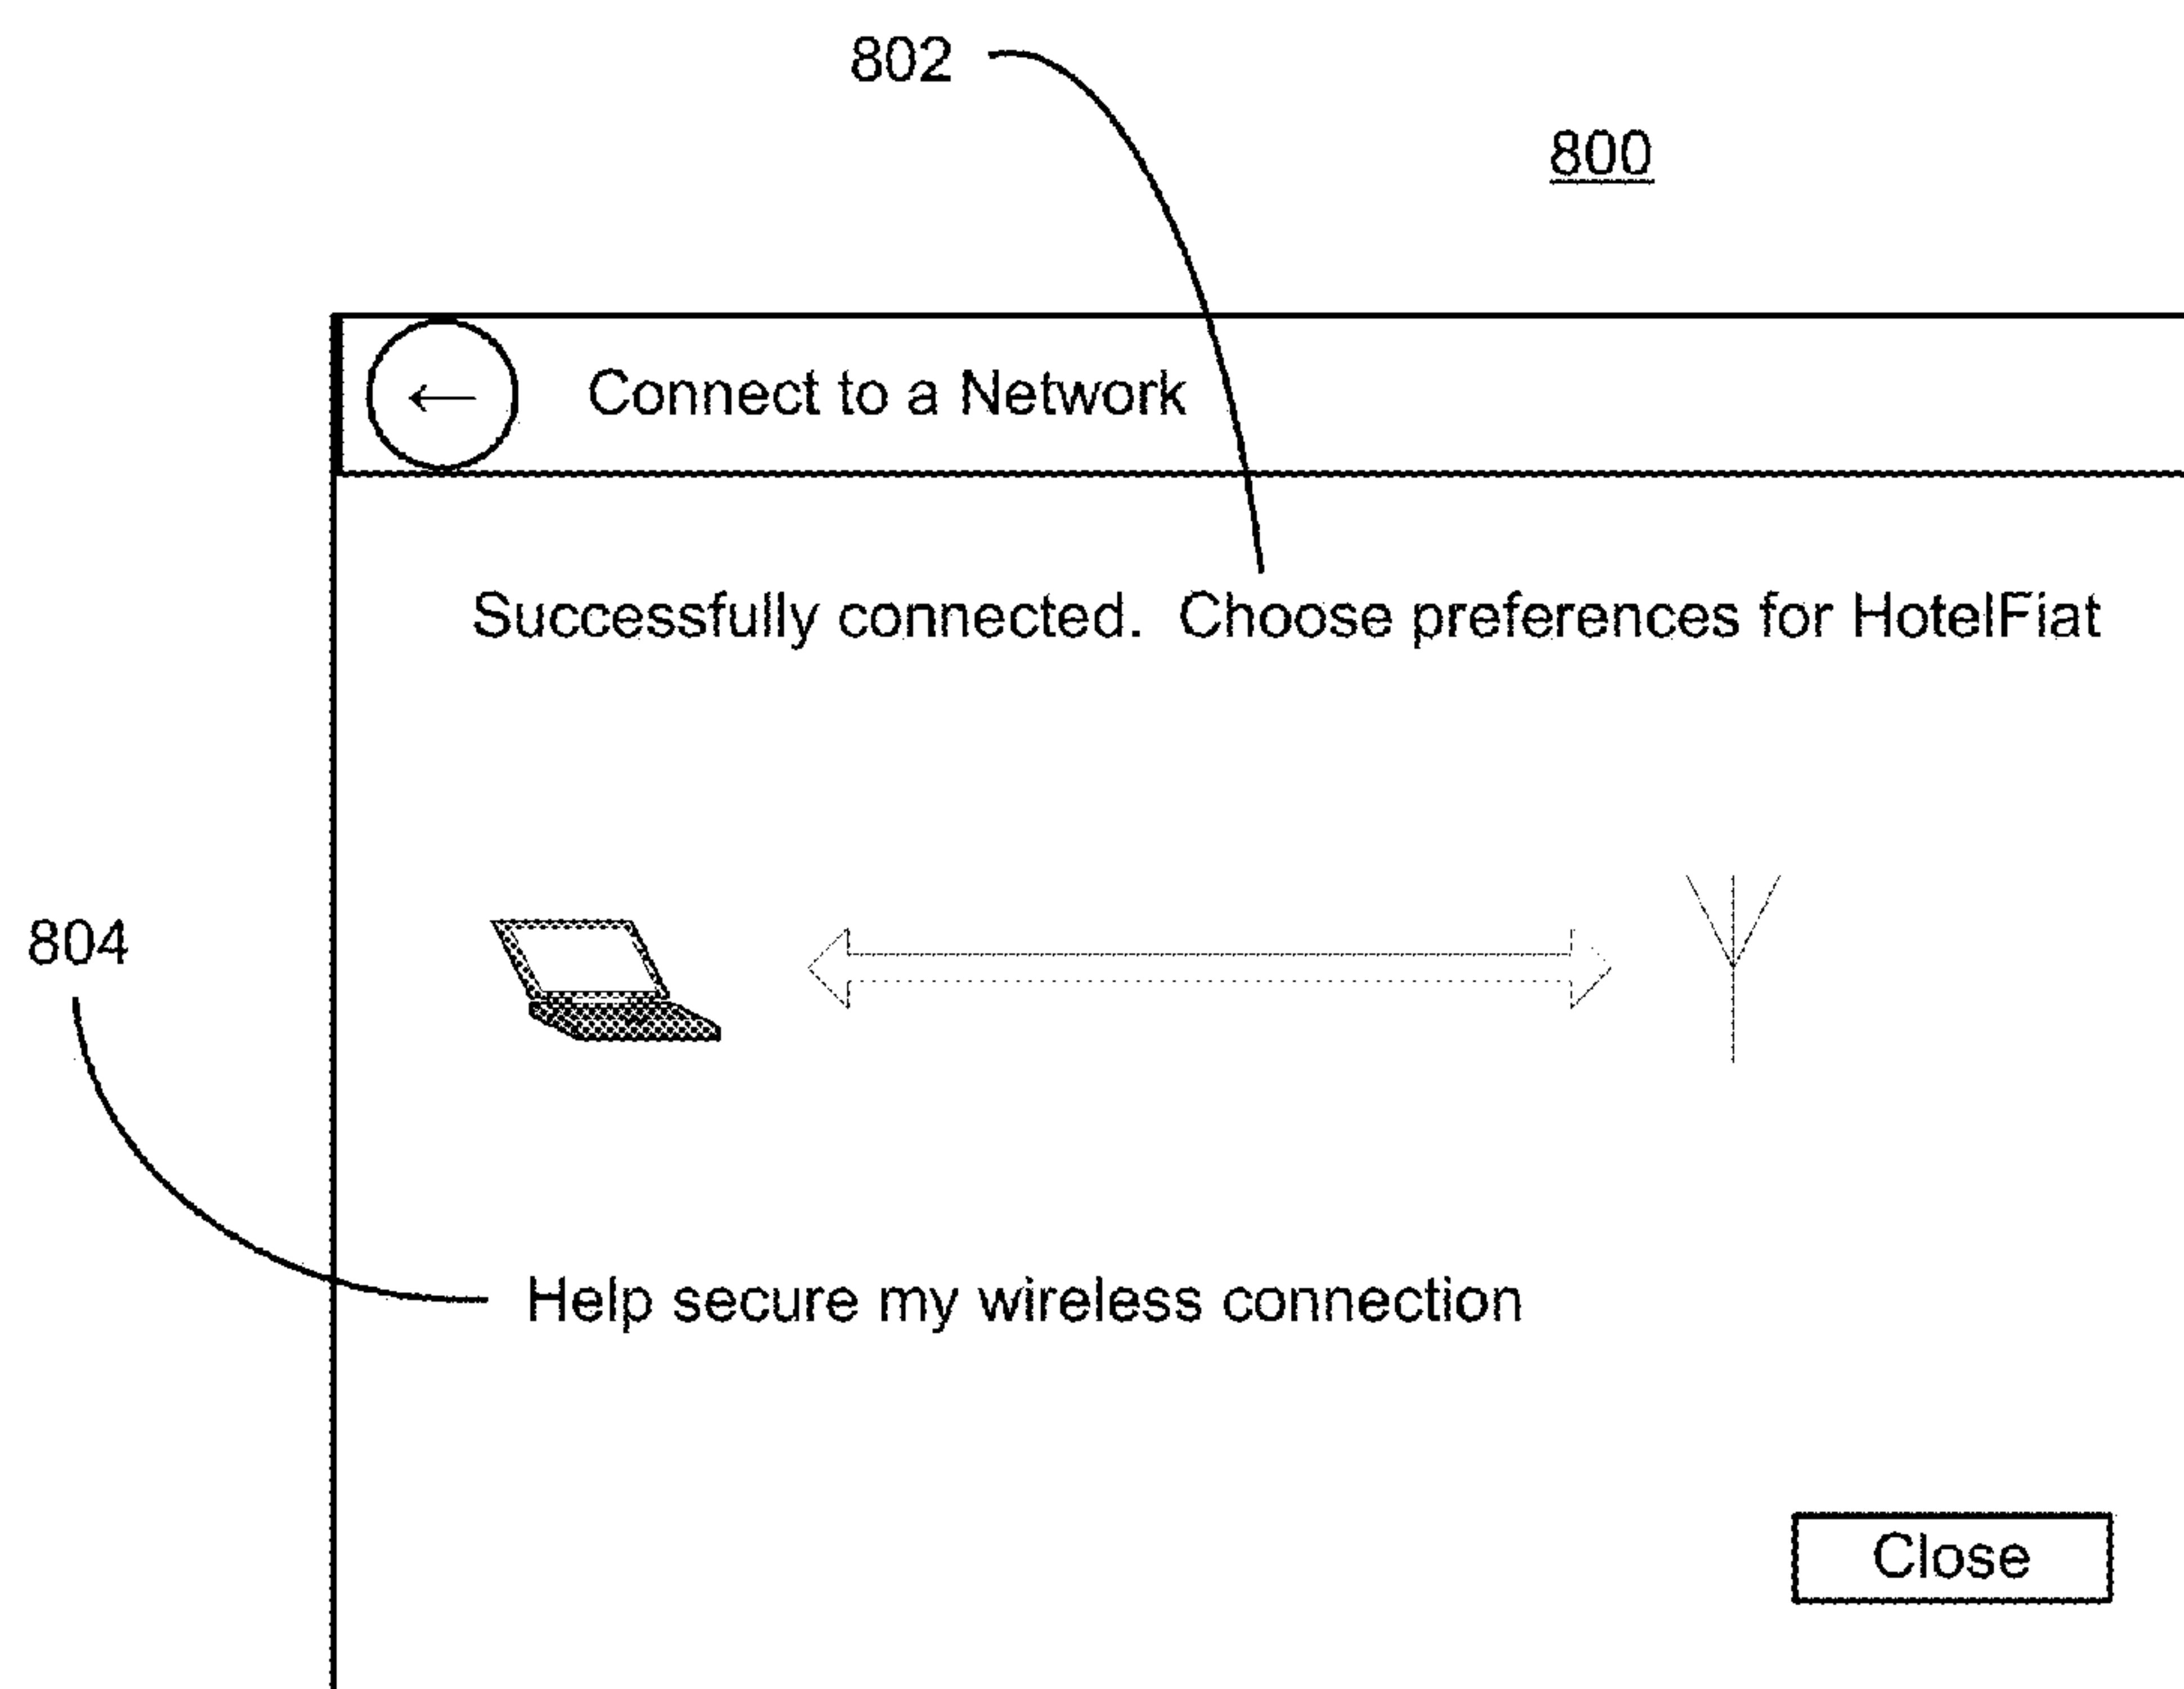 802
800
Connect to a Network
Successfully connected. Choose preferences for HotelFiat
804
Help secure my wireless connection
Close